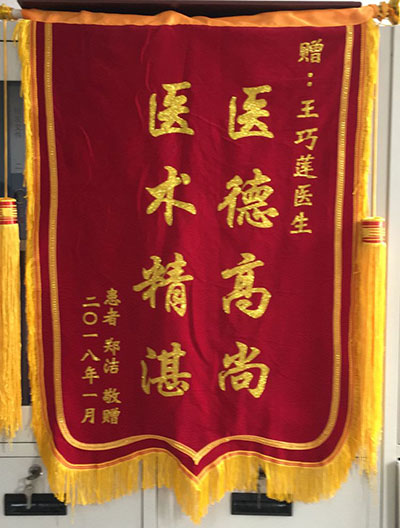 赠：王巧莲医生
医德高尚
医术精湛
患者 郑洁 敬赠
二〇一八年一月